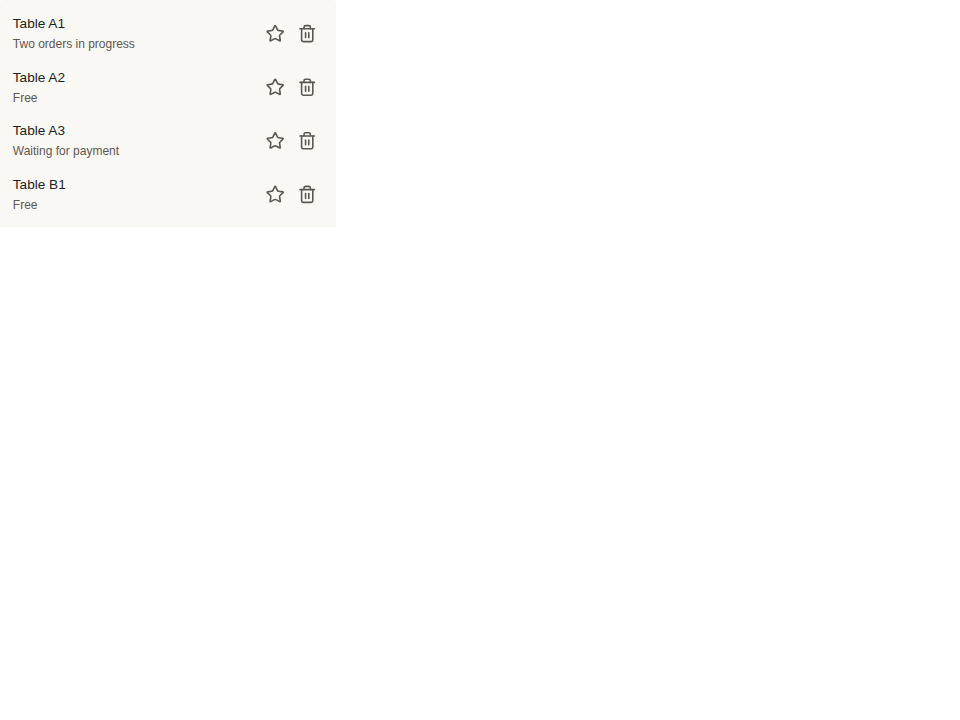 Table A1
Two orders in progress
Table A2
Free
Table A3
Waiting for payment
Table B1
Free